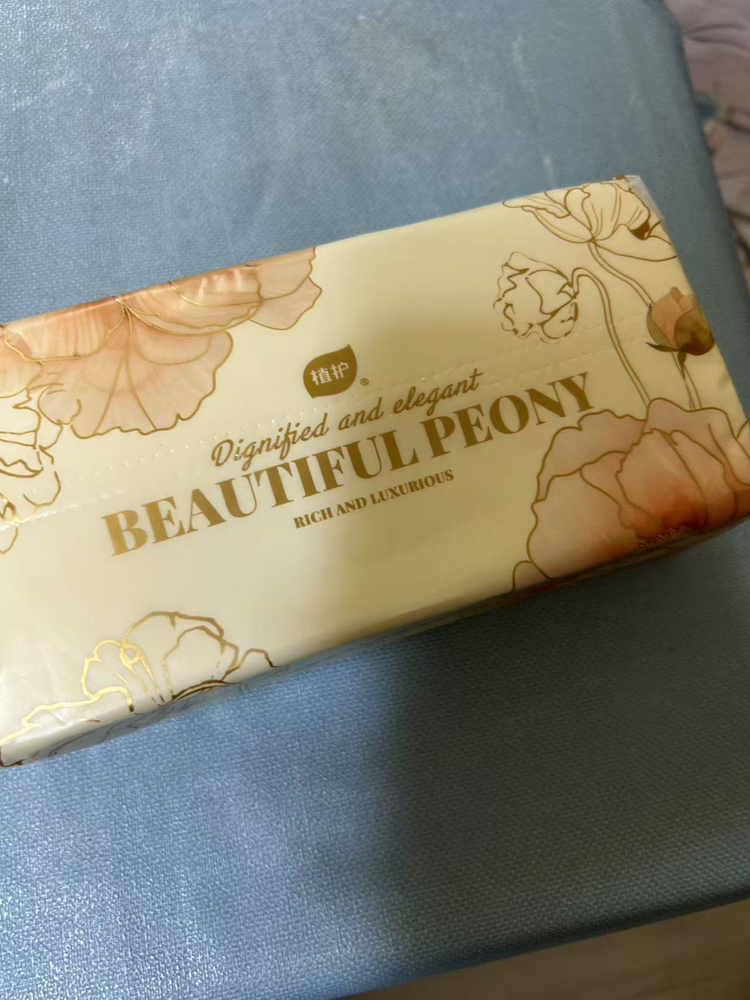 植护®
Dignified and elegant
BEAUTIFUL PEONY
RICH AND LUXURIOUS